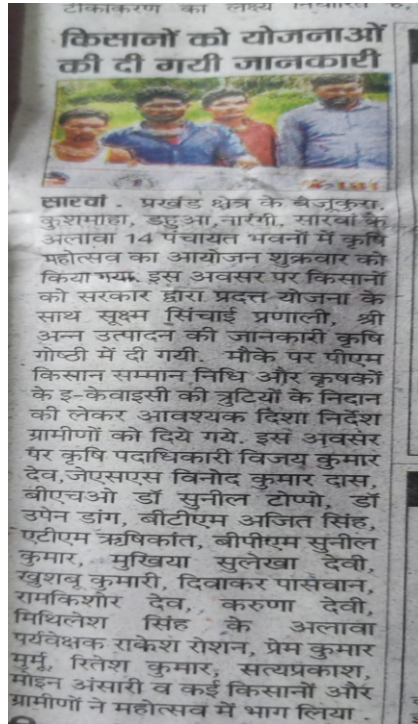 टीकाकरण का लक्ष्य निर्धारित है,
किसानों को योजनाओं
की दी गयी जानकारी
सारवां . प्रखंड क्षेत्र के बैजूकुरा,
कुशमाहा, डहुआ,नारंगी, सारवां के
अलावा 14 पंचायत भवनों में कृषि
महोत्सव का आयोजन शुक्रवार को
किया गया. इस अवसर पर किसानों
को सरकार द्वारा प्रदत्त योजना के
साथ सूक्ष्म सिंचाई प्रणाली, श्री
अन्न उत्पादन की जानकारी कृषि
गोष्ठी में दी गयी. मौके पर पीएम
किसान सम्मान निधि और कृषकों
के इ-केवाइसी की त्रुटियों के निदान
को लेकर आवश्यक दिशा निर्देश
ग्रामीणों को दिये गये. इस अवसर
पर कृषि पदाधिकारी विजय कुमार
देव,जेएसएस विनोद कुमार दास,
बीएचओ डॉ सुनील टोप्पो, डॉ
उपेन डांग, बीटीएम अजित सिंह,
एटीएम ऋषिकांत, बीपीएम सुनील
कुमार, मुखिया सुलेखा देवी,
खुशबू कुमारी, दिवाकर पासवान,
रामकिशोर देव, करुणा देवी,
मिथिलेश सिंह के अलावा
पर्यवेक्षक राकेश रोशन, प्रेम कुमार
मुर्मू, रितेश कुमार, सत्यप्रकाश,
मोइन अंसारी व कई किसानों और
ग्रामीणों ने महोत्सव में भाग लिया